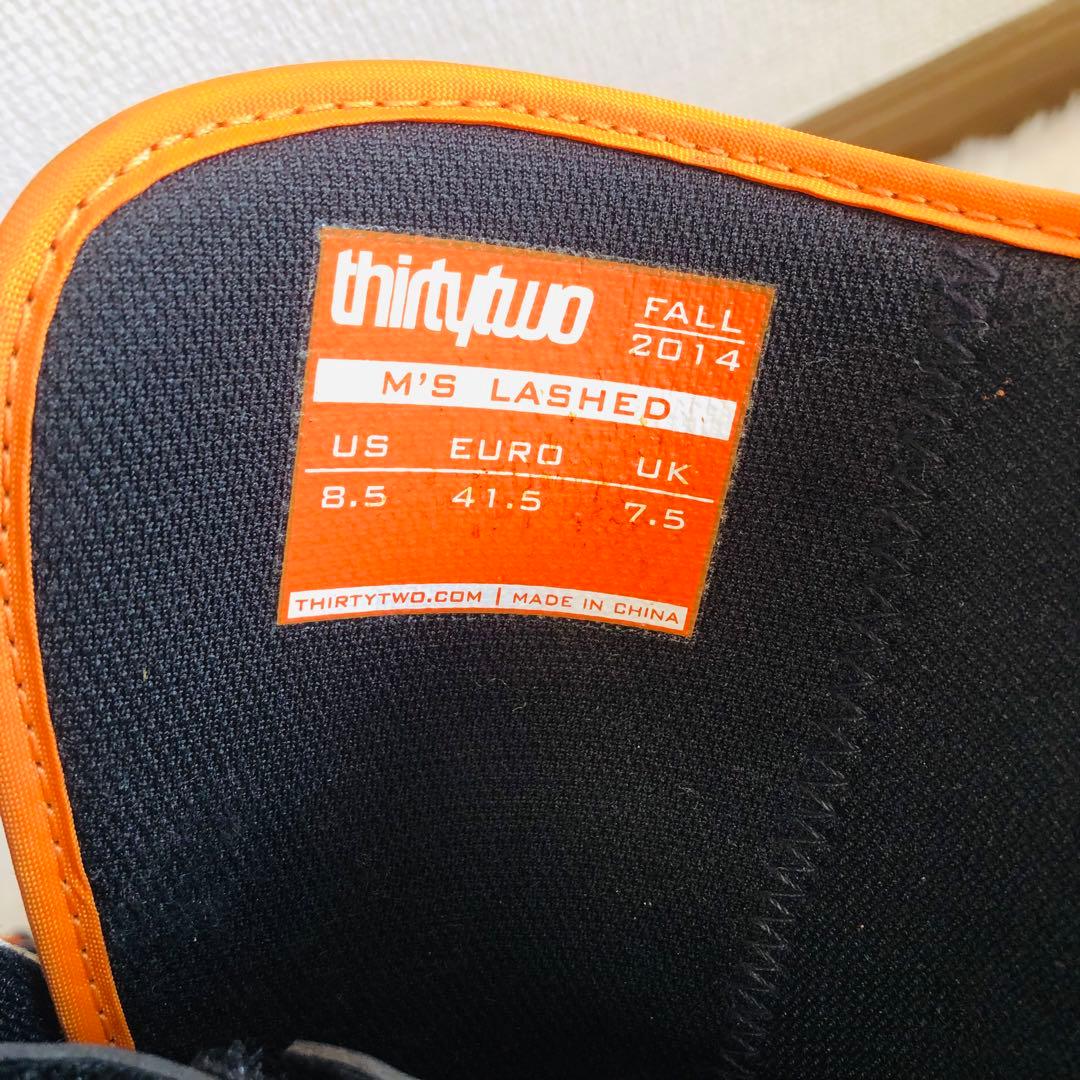 thirtytwo
FALL
2014
M'S LASHED
US EURO UK
8.5 41.5 7.5
THIRTYTWO.COM | MADE IN CHINA